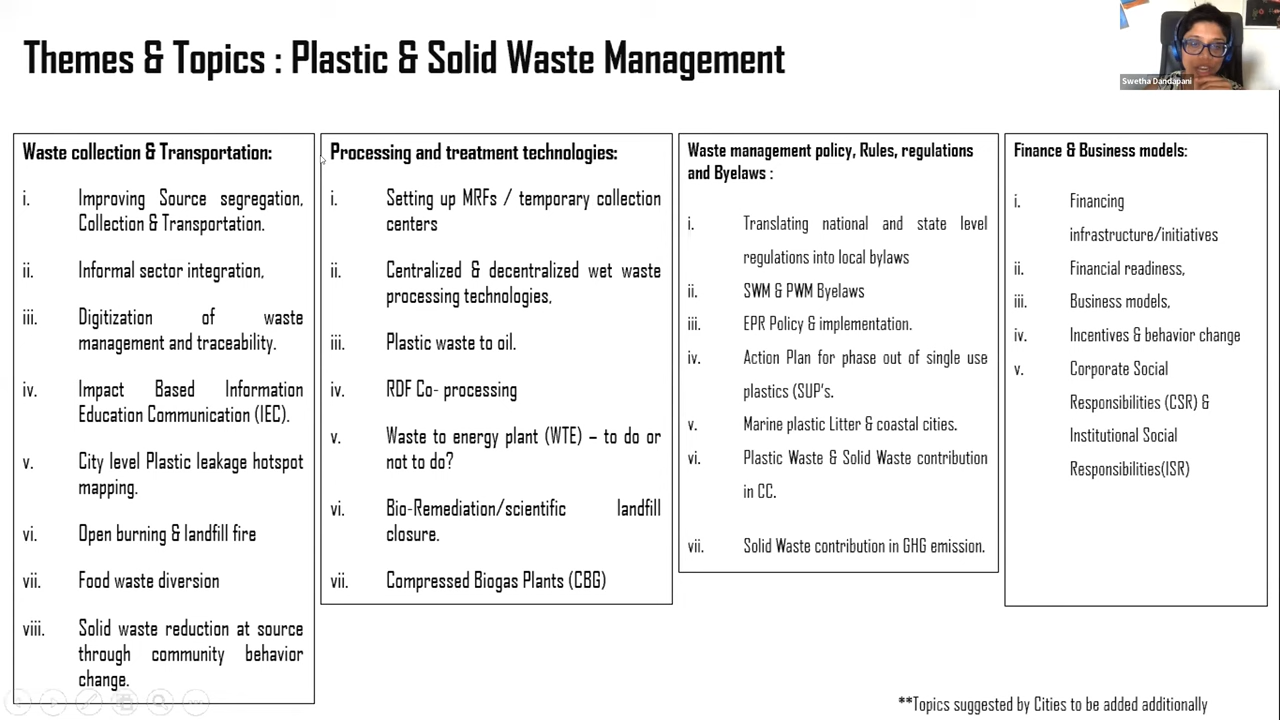 Themes & Topics : Plastic & Solid Waste Management
Swetha Dandapani
Waste collection & Transportation:
i. Improving Source segregation,
Collection & Transportation.
ii. Informal sector integration,
iii. Digitization of waste
management and traceability.
iv. Impact Based Information
Education Communication (IEC).
v. City level Plastic leakage hotspot
mapping.
vi. Open burning & landfill fire
vii. Food waste diversion
viii. Solid waste reduction at source
through community behavior
change.
Processing and treatment technologies:
i. Setting up MRFs / temporary collection
centers
ii. Centralized & decentralized wet waste
processing technologies,
iii. Plastic waste to oil.
iv. RDF Co- processing
v. Waste to energy plant (WTE) – to do or
not to do?
vi. Bio-Remediation/scientific landfill
closure.
vii. Compressed Biogas Plants (CBG)
Waste management policy, Rules, regulations
and Byelaws :
i. Translating national and state level
regulations into local bylaws
ii. SWM & PWM Byelaws
iii. EPR Policy & implementation.
iv. Action Plan for phase out of single use
plastics (SUP's.
v. Marine plastic Litter & coastal cities.
vi. Plastic Waste & Solid Waste contribution
in CC.
vii. Solid Waste contribution in GHG emission.
Finance & Business models:
i. Financing
infrastructure/initiatives
ii. Financial readiness,
iii. Business models,
iv. Incentives & behavior change
v. Corporate Social
Responsibilities (CSR) &
Institutional Social
Responsibilities(ISR)
**Topics suggested by Cities to be added additionally